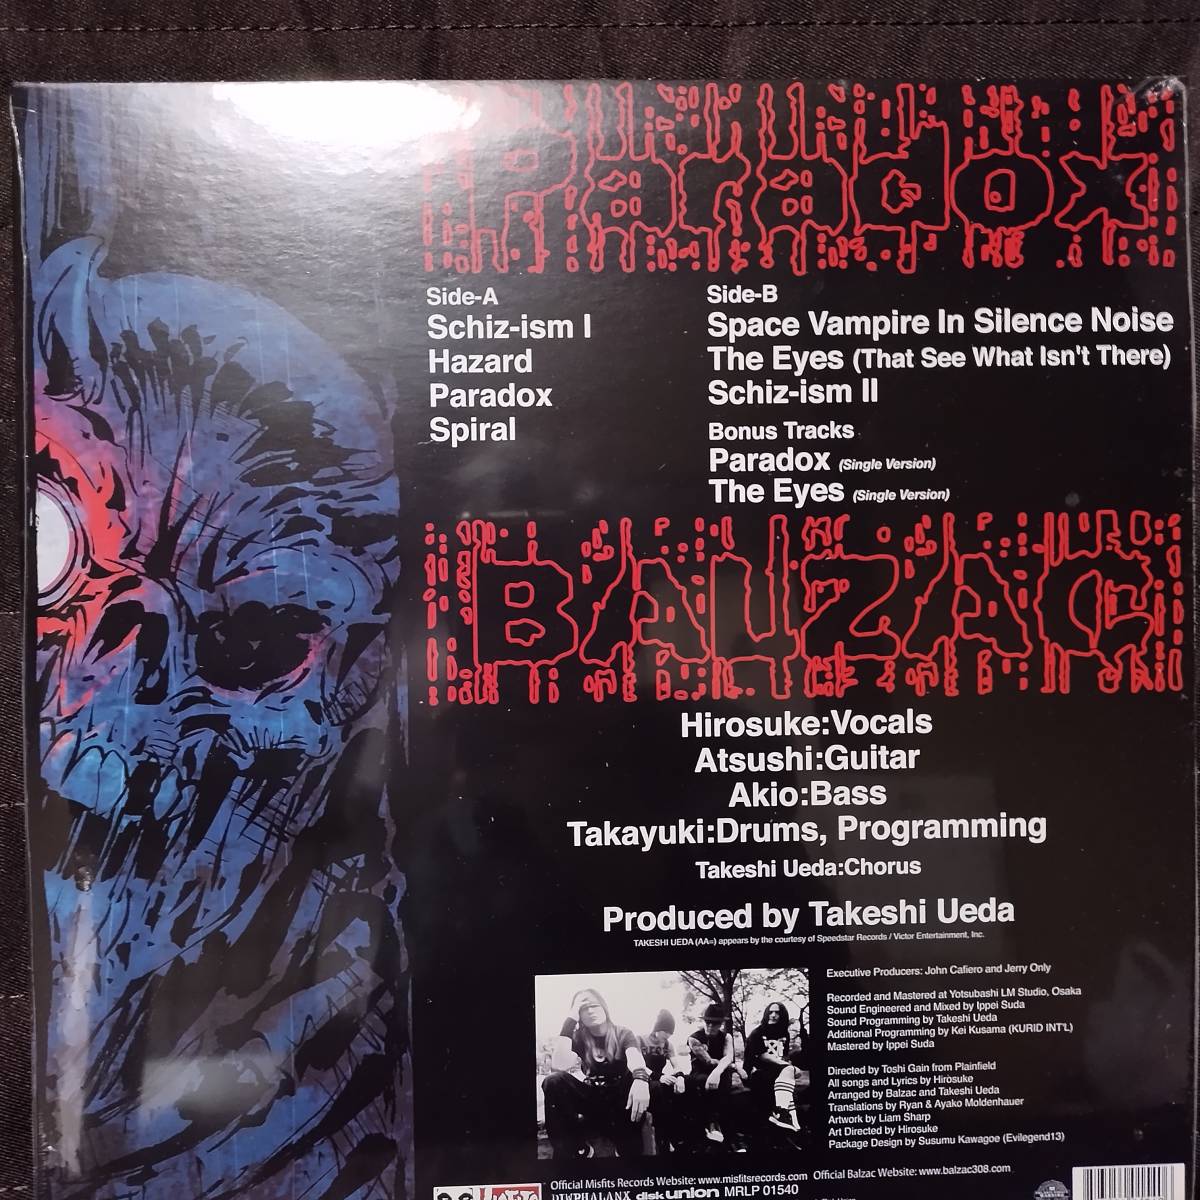 Paradox
Side-A
Schiz-ism I
Hazard
Paradox
Spiral
Side-B
Space Vampire In Silence Noise
The Eyes (That See What Isn't There)
Schiz-ism II
Bonus Tracks
Paradox (Single Version)
The Eyes (Single Version)
BALZAC
Hirosuke:Vocals
Atsushi:Guitar
Akio:Bass
Takayuki:Drums, Programming
Takeshi Ueda:Chorus
Produced by Takeshi Ueda
TAKESHI UEDA (AA=) appears by the courtesy of Speedstar Records / Victor Entertainment, Inc.
Executive Producers: John Cafiero and Jerry Only
Recorded and Mastered at Yotsubashi LM Studio, Osaka
Sound Engineered and Mixed by Ippei Suda
Sound Programming by Takeshi Ueda
Additional Programming by Kei Kusama (KURID INT'L)
Mastered by Ippei Suda
Directed by Toshi Gain from Plainfield
All songs and Lyrics by Hirosuke
Arranged by Balzac and Takeshi Ueda
Translations by Ryan & Ayako Moldenhauer
Artwork by Liam Sharp
Art Directed by Hirosuke
Package Design by Susumu Kawagoe (Evilegend13)
Official Misfits Records Website: www.misfitsrecords.com Official Balzac Website: www.balzac308.com
DIWPHALANX diskunion MRLP 01540